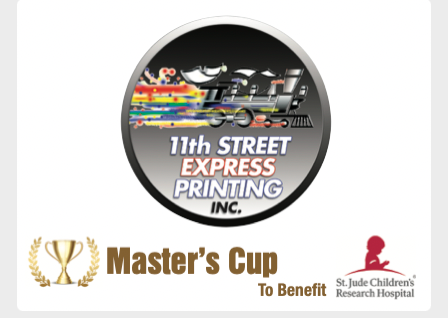 11th STREET
EXPRESS
PRINTING
INC.
Master's Cup
To Benefit
St. Jude Children's
Research Hospital